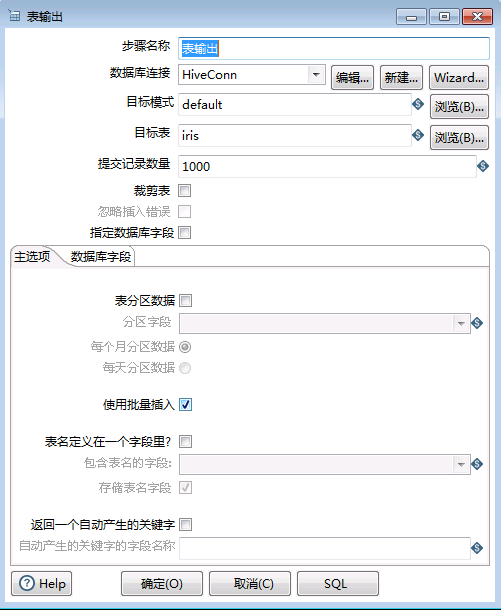 表输出
步骤名称 表输出
数据库连接 HiveConn 编辑... 新建... Wizard...
目标模式 default 浏览(B)...
目标表 iris 浏览(B)...
提交记录数量 1000
裁剪表
忽略插入错误
指定数据库字段
主选项 数据库字段
表分区数据
分区字段
每个月分区数据
每天分区数据
使用批量插入
表名定义在一个字段里?
包含表名的字段:
存储表名字段
返回一个自动产生的关键字
自动产生的关键字的字段名称
Help 确定(O) 取消(C) SQL